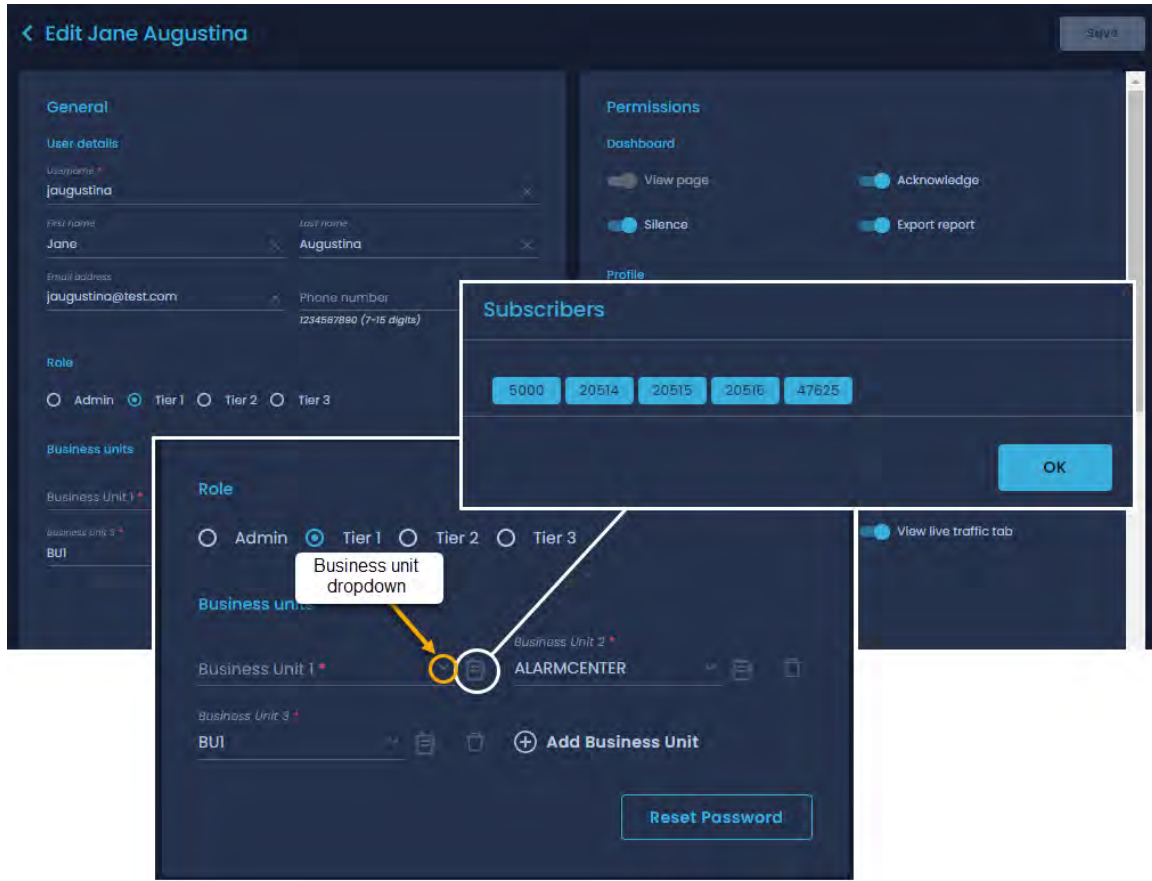 Edit Jane Augustina
Save
General
User details
Username *
jaugustina
First name
Last name
Jane
Augustina
Email address
jaugustina@test.com
Phone number
1234567890 (7-15 digits)
Role
Admin Tier 1 Tier 2 Tier 3
Business units
Business Unit 1 *
Business Unit 3 *
BU1
Permissions
Dashboard
View page
Acknowledge
Silence
Export report
Profile
View live traffic tab
Subscribers
5000 20514 20515 20516 47625
OK
Role
Admin Tier 1 Tier 2 Tier 3
Business unit
dropdown
Business units
Business Unit 1 *
Business Unit 2 *
ALARMCENTER
Business Unit 3 *
BU1
Add Business Unit
Reset Password